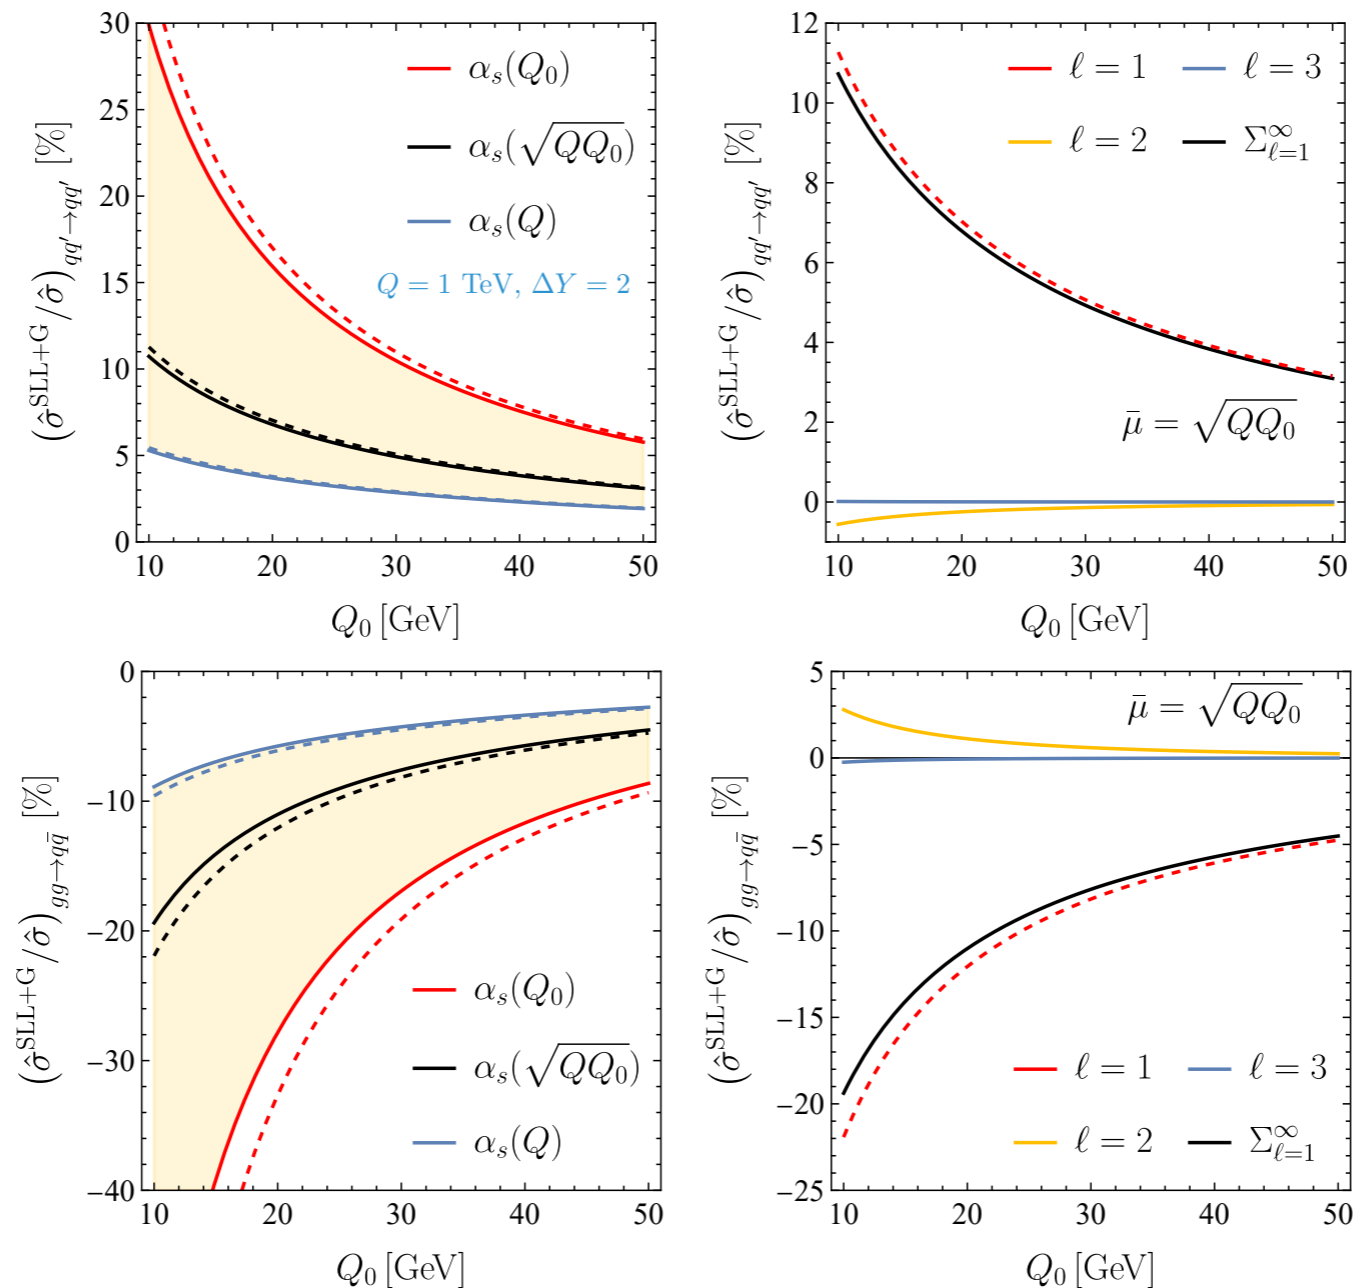 (σ̂^{SLL+G}/σ̂)_{qq′→qq′} [%]
30
25
20
15
10
5
0
α_s(Q_0)
α_s(√QQ_0)
α_s(Q)
Q = 1 TeV, ΔY = 2
10 20 30 40 50
Q_0 [GeV]
(σ̂^{SLL+G}/σ̂)_{qq′→qq′} [%]
12
10
8
6
4
2
0
ℓ = 1 ℓ = 3
ℓ = 2 Σ_{ℓ=1}^∞
μ̄ = √QQ_0
10 20 30 40 50
Q_0 [GeV]
(σ̂^{SLL+G}/σ̂)_{gg→qq̄} [%]
0
−10
−20
−30
−40
α_s(Q_0)
α_s(√QQ_0)
α_s(Q)
10 20 30 40 50
Q_0 [GeV]
(σ̂^{SLL+G}/σ̂)_{gg→qq̄} [%]
5
0
−5
−10
−15
−20
−25
μ̄ = √QQ_0
ℓ = 1 ℓ = 3
ℓ = 2 Σ_{ℓ=1}^∞
10 20 30 40 50
Q_0 [GeV]